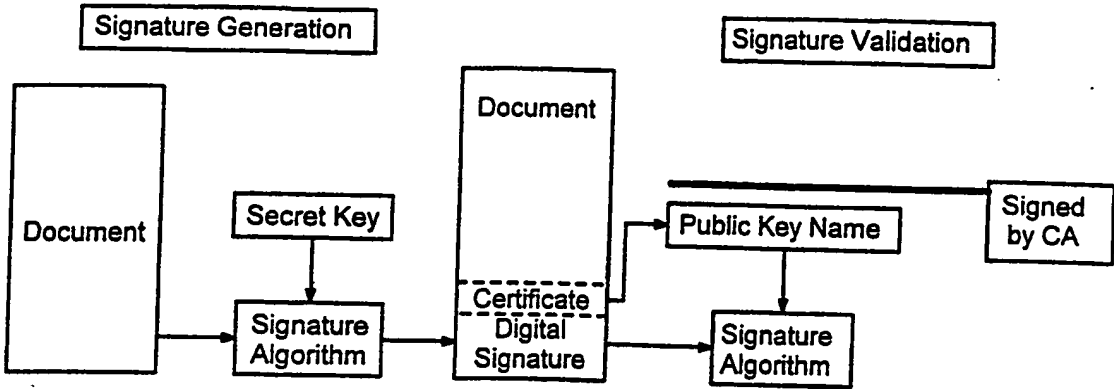 Signature Generation
Signature Validation
Document
Secret Key
Signature
Algorithm
Document
Certificate
Digital
Signature
Public Key Name
Signed
by CA
Signature
Algorithm